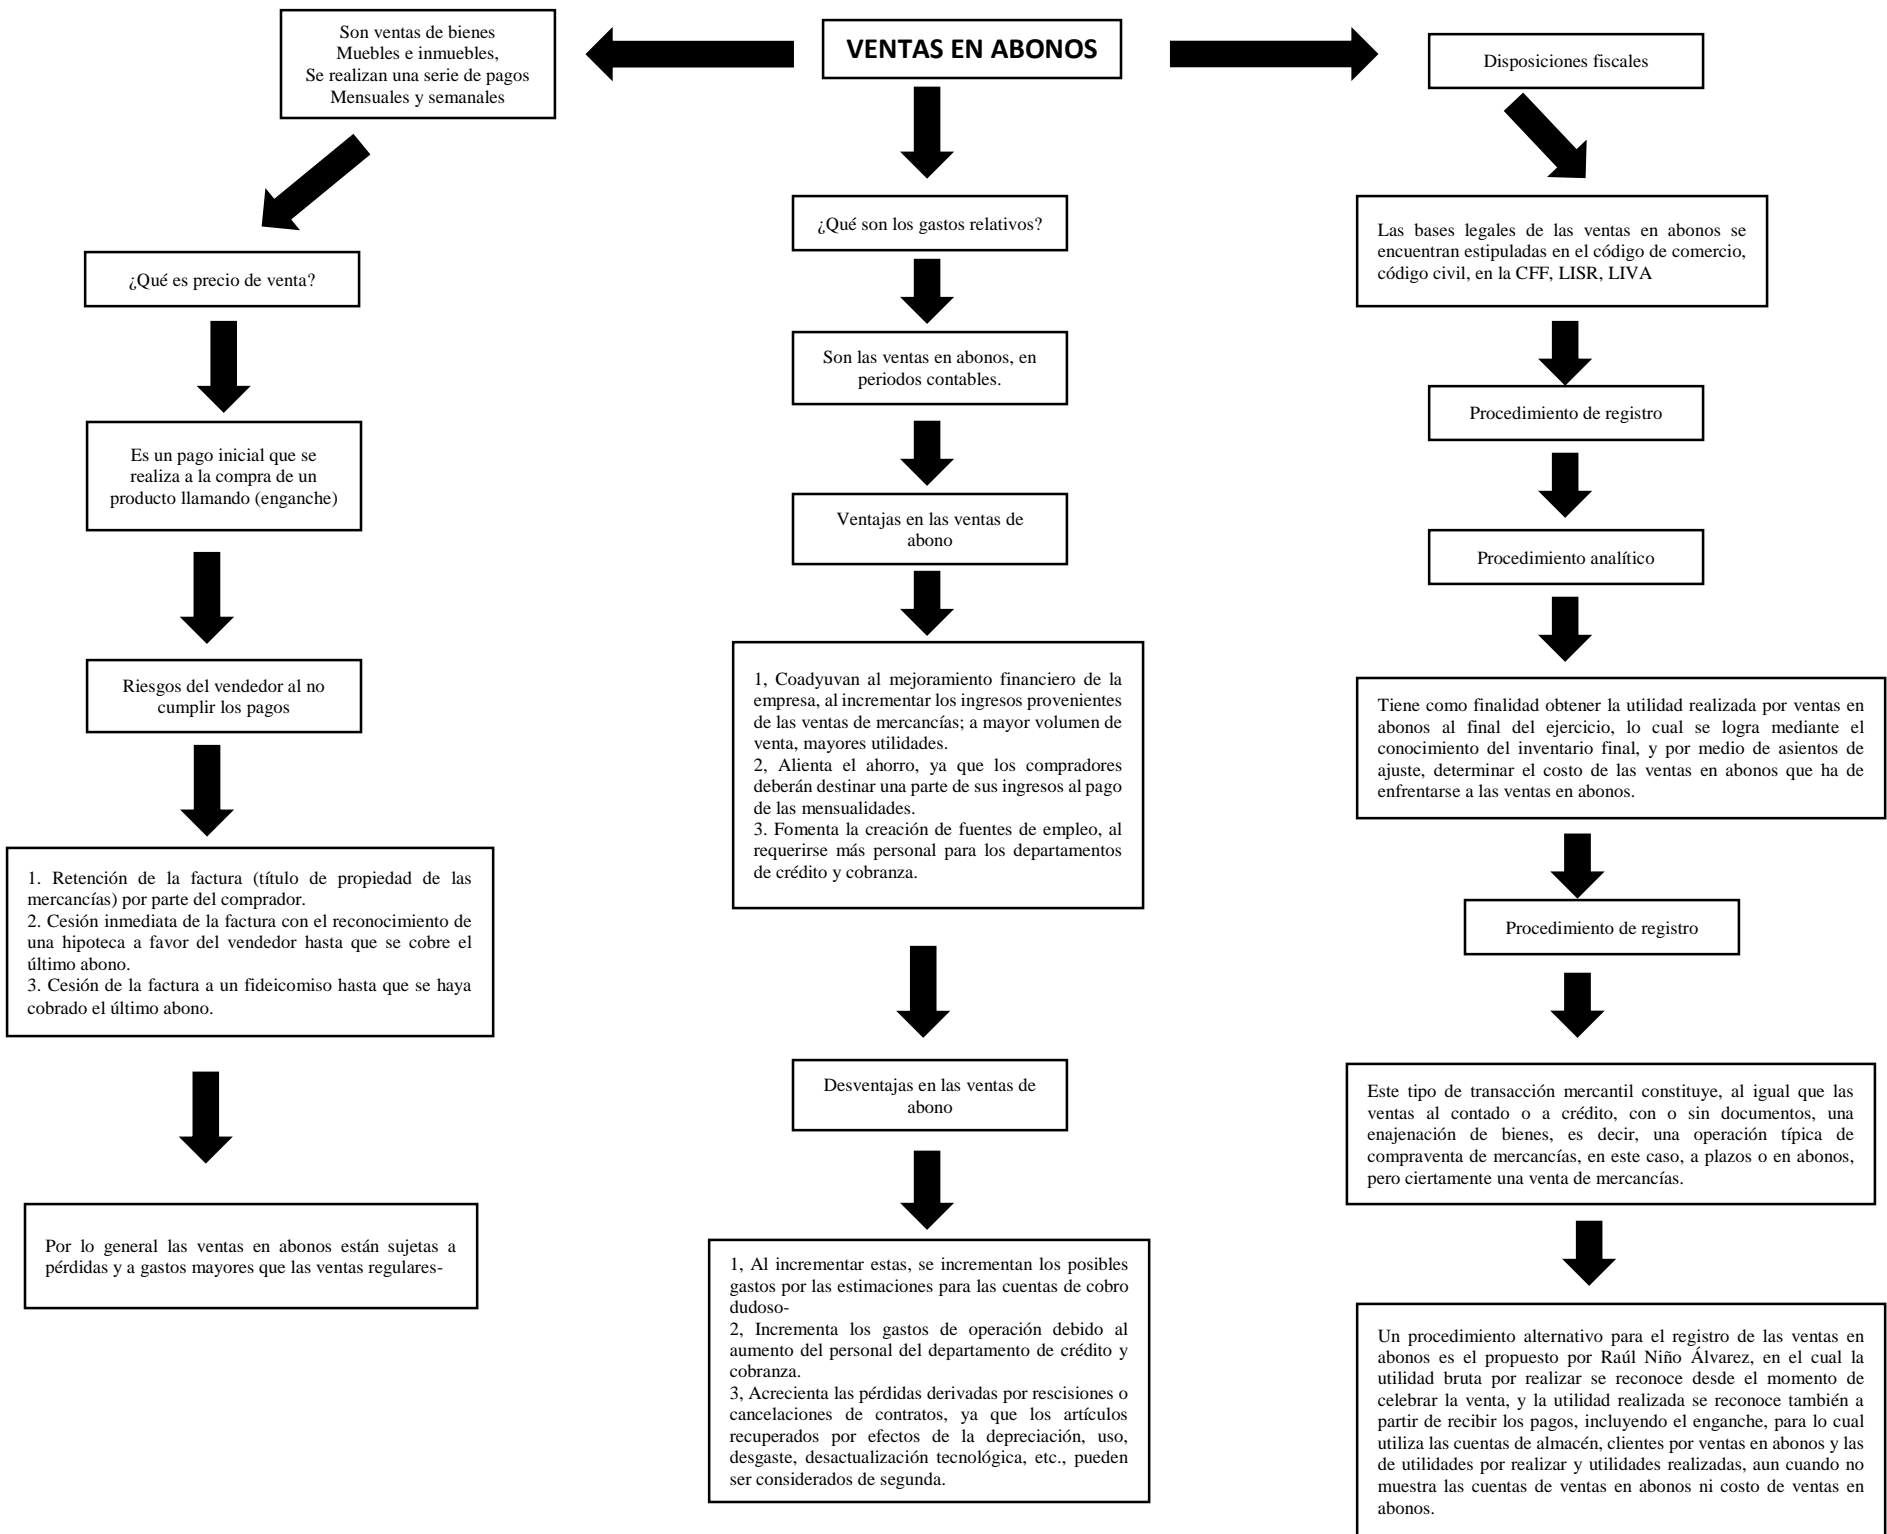 VENTAS EN ABONOS
Son ventas de bienes
Muebles e inmuebles,
Se realizan una serie de pagos
Mensuales y semanales
¿Qué es precio de venta?
Es un pago inicial que se
realiza a la compra de un
producto llamando (enganche)
Riesgos del vendedor al no
cumplir los pagos
1. Retención de la factura (título de propiedad de las
mercancías) por parte del comprador.
2. Cesión inmediata de la factura con el reconocimiento de
una hipoteca a favor del vendedor hasta que se cobre el
último abono.
3. Cesión de la factura a un fideicomiso hasta que se haya
cobrado el último abono.
Por lo general las ventas en abonos están sujetas a
pérdidas y a gastos mayores que las ventas regulares-
¿Qué son los gastos relativos?
Son las ventas en abonos, en
periodos contables.
Ventajas en las ventas de
abono
1, Coadyuvan al mejoramiento financiero de la
empresa, al incrementar los ingresos provenientes
de las ventas de mercancías; a mayor volumen de
venta, mayores utilidades.
2, Alienta el ahorro, ya que los compradores
deberán destinar una parte de sus ingresos al pago
de las mensualidades.
3. Fomenta la creación de fuentes de empleo, al
requerirse más personal para los departamentos
de crédito y cobranza.
Desventajas en las ventas de
abono
1, Al incrementar estas, se incrementan los posibles
gastos por las estimaciones para las cuentas de cobro
dudoso-
2, Incrementa los gastos de operación debido al
aumento del personal del departamento de crédito y
cobranza.
3, Acrecienta las pérdidas derivadas por rescisiones o
cancelaciones de contratos, ya que los artículos
recuperados por efectos de la depreciación, uso,
desgaste, desactualización tecnológica, etc., pueden
ser considerados de segunda.
Disposiciones fiscales
Las bases legales de las ventas en abonos se
encuentran estipuladas en el código de comercio,
código civil, en la CFF, LISR, LIVA
Procedimiento de registro
Procedimiento analítico
Tiene como finalidad obtener la utilidad realizada por ventas en
abonos al final del ejercicio, lo cual se logra mediante el
conocimiento del inventario final, y por medio de asientos de
ajuste, determinar el costo de las ventas en abonos que ha de
enfrentarse a las ventas en abonos.
Procedimiento de registro
Este tipo de transacción mercantil constituye, al igual que las
ventas al contado o a crédito, con o sin documentos, una
enajenación de bienes, es decir, una operación típica de
compraventa de mercancías, en este caso, a plazos o en abonos,
pero ciertamente una venta de mercancías.
Un procedimiento alternativo para el registro de las ventas en
abonos es el propuesto por Raúl Niño Álvarez, en el cual la
utilidad bruta por realizar se reconoce desde el momento de
celebrar la venta, y la utilidad realizada se reconoce también a
partir de recibir los pagos, incluyendo el enganche, para lo cual
utiliza las cuentas de almacén, clientes por ventas en abonos y las
de utilidades por realizar y utilidades realizadas, aun cuando no
muestra las cuentas de ventas en abonos ni costo de ventas en
abonos.